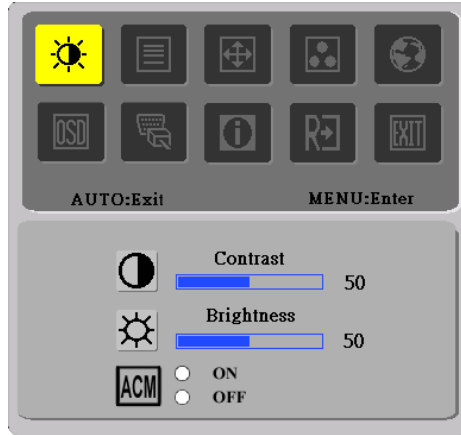 OSD
R
EXIT
AUTO:Exit MENU:Enter
Contrast
50
Brightness
50
ACM ON
OFF